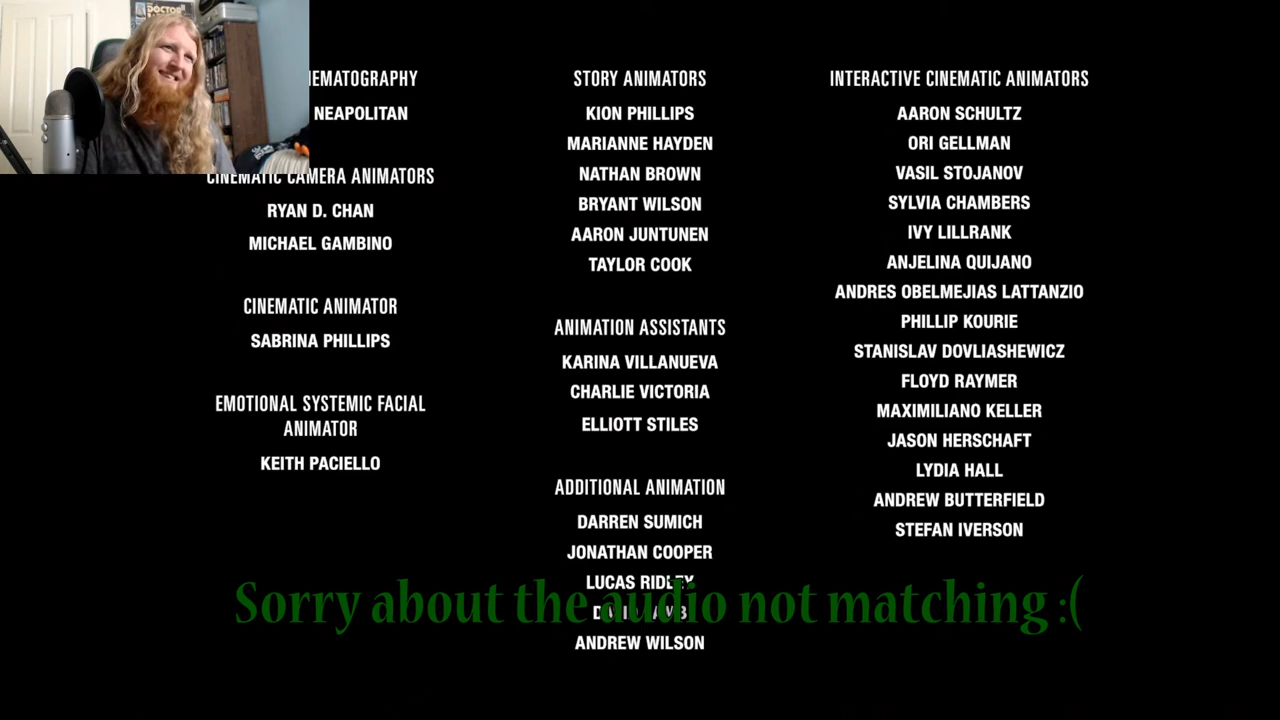 DOCTOR
NEMATOGRAPHY
NEAPOLITAN
CINEMATIC CAMERA ANIMATORS
RYAN D. CHAN
MICHAEL GAMBINO
CINEMATIC ANIMATOR
SABRINA PHILLIPS
EMOTIONAL SYSTEMIC FACIAL
ANIMATOR
KEITH PACIELLO
STORY ANIMATORS
KION PHILLIPS
MARIANNE HAYDEN
NATHAN BROWN
BRYANT WILSON
AARON JUNTUNEN
TAYLOR COOK
ANIMATION ASSISTANTS
KARINA VILLANUEVA
CHARLIE VICTORIA
ELLIOTT STILES
ADDITIONAL ANIMATION
DARREN SUMICH
JONATHAN COOPER
LUCAS RIDLEY
ANDREW WILSON
INTERACTIVE CINEMATIC ANIMATORS
AARON SCHULTZ
ORI GELLMAN
VASIL STOJANOV
SYLVIA CHAMBERS
IVY LILLRANK
ANJELINA QUIJANO
ANDRES OBELMEJIAS LATTANZIO
PHILLIP KOURIE
STANISLAV DOVLIASHEWICZ
FLOYD RAYMER
MAXIMILIANO KELLER
JASON HERSCHAFT
LYDIA HALL
ANDREW BUTTERFIELD
STEFAN IVERSON
Sorry about the audio not matching :(